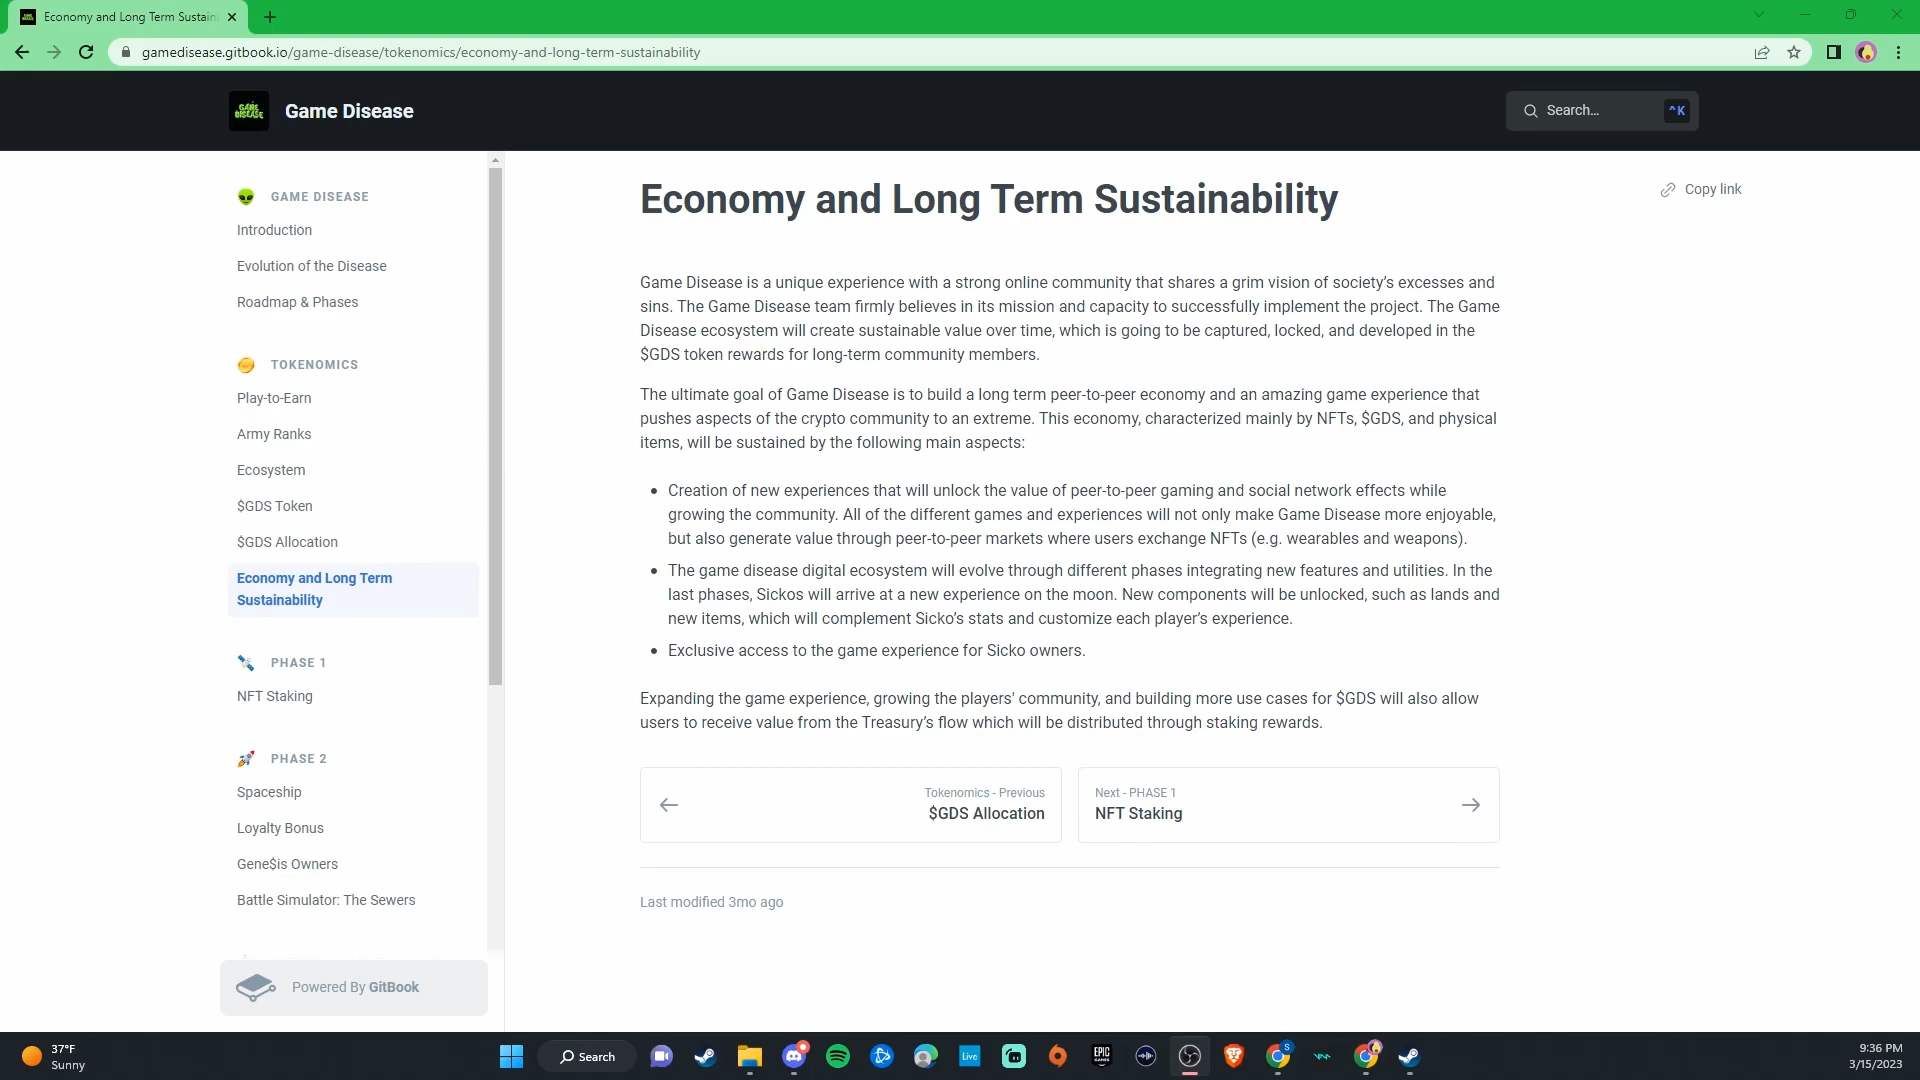 Economy and Long Term Sustain
gamedisease.gitbook.io/game-disease/tokenomics/economy-and-long-term-sustainability
GAME DISEASE
Game Disease
Search...
^K
GAME DISEASE
Introduction
Evolution of the Disease
Roadmap & Phases
TOKENOMICS
Play-to-Earn
Army Ranks
Ecosystem
$GDS Token
$GDS Allocation
Economy and Long Term
Sustainability
PHASE 1
NFT Staking
PHASE 2
Spaceship
Loyalty Bonus
Gene$is Owners
Battle Simulator: The Sewers
Powered By GitBook
Economy and Long Term Sustainability
Copy link
Game Disease is a unique experience with a strong online community that shares a grim vision of society’s excesses and
sins. The Game Disease team firmly believes in its mission and capacity to successfully implement the project. The Game
Disease ecosystem will create sustainable value over time, which is going to be captured, locked, and developed in the
$GDS token rewards for long-term community members.
The ultimate goal of Game Disease is to build a long term peer-to-peer economy and an amazing game experience that
pushes aspects of the crypto community to an extreme. This economy, characterized mainly by NFTs, $GDS, and physical
items, will be sustained by the following main aspects:
• Creation of new experiences that will unlock the value of peer-to-peer gaming and social network effects while
growing the community. All of the different games and experiences will not only make Game Disease more enjoyable,
but also generate value through peer-to-peer markets where users exchange NFTs (e.g. wearables and weapons).
• The game disease digital ecosystem will evolve through different phases integrating new features and utilities. In the
last phases, Sickos will arrive at a new experience on the moon. New components will be unlocked, such as lands and
new items, which will complement Sicko’s stats and customize each player’s experience.
• Exclusive access to the game experience for Sicko owners.
Expanding the game experience, growing the players' community, and building more use cases for $GDS will also allow
users to receive value from the Treasury’s flow which will be distributed through staking rewards.
Tokenomics - Previous
$GDS Allocation
Next - PHASE 1
NFT Staking
Last modified 3mo ago
37°F
Sunny
Search
Live
EPIC
GAMES
S
9:36 PM
3/15/2023